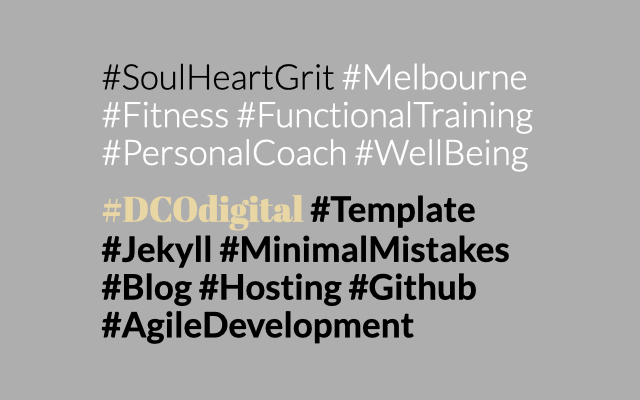 #SoulHeartGrit #Melbourne
#Fitness #FunctionalTraining
#PersonalCoach #WellBeing
#DCOdigital #Template
#Jekyll #MinimalMistakes
#Blog #Hosting #Github
#AgileDevelopment